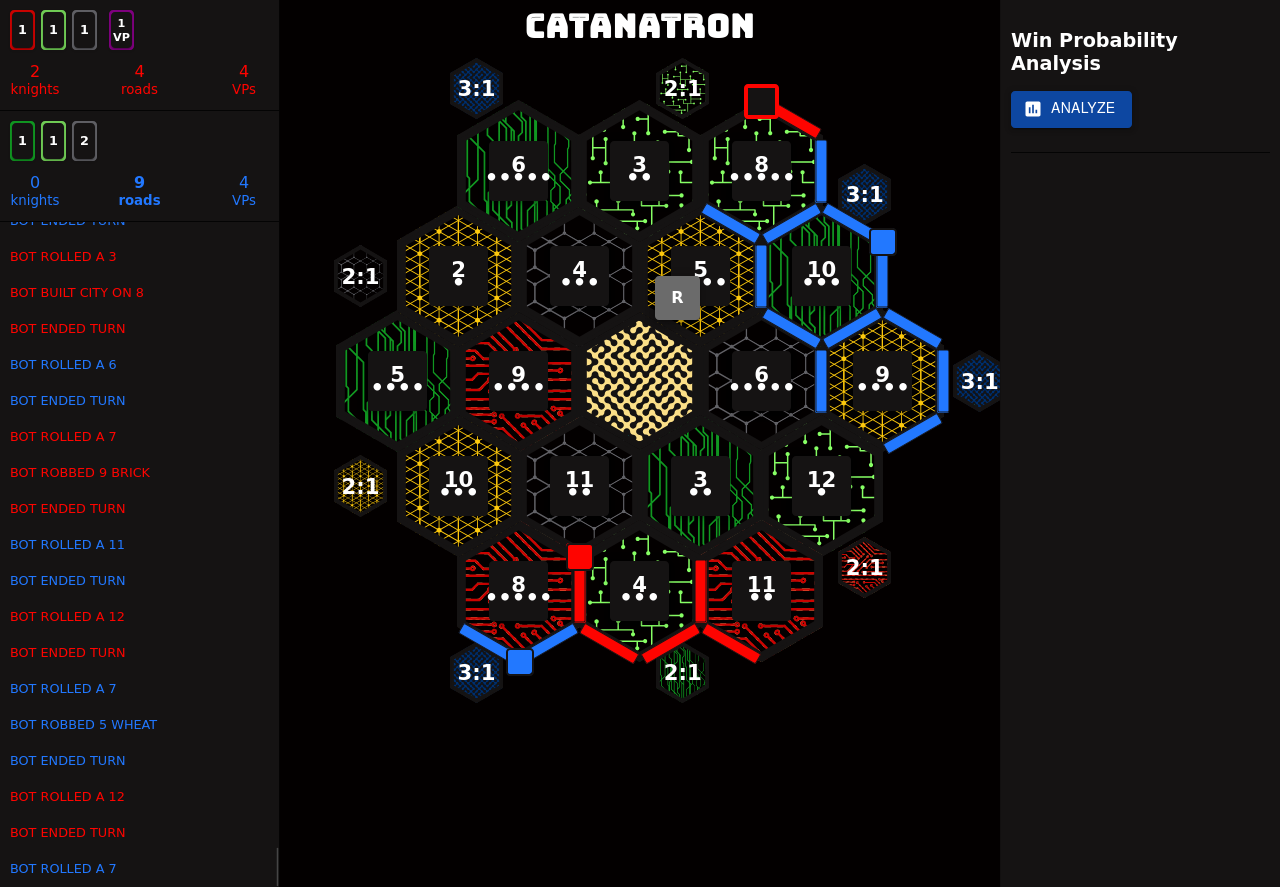 CATANATRON
1 1 1 1 VP
2 4 4
knights roads VPs
1 1 2
0 9 4
knights roads VPs
BOT ENDED TURN
BOT ROLLED A 3
BOT BUILT CITY ON 8
BOT ENDED TURN
BOT ROLLED A 6
BOT ENDED TURN
BOT ROLLED A 7
BOT ROBBED 9 BRICK
BOT ENDED TURN
BOT ROLLED A 11
BOT ENDED TURN
BOT ROLLED A 12
BOT ENDED TURN
BOT ROLLED A 7
BOT ROBBED 5 WHEAT
BOT ENDED TURN
BOT ROLLED A 12
BOT ENDED TURN
BOT ROLLED A 7
3:1 2:1
6 3 8
3:1
2:1 2 4 5 10
R
5 9 6 9 3:1
2:1 10 11 3 12
8 4 11 2:1
3:1 2:1
Win Probability
Analysis
ANALYZE